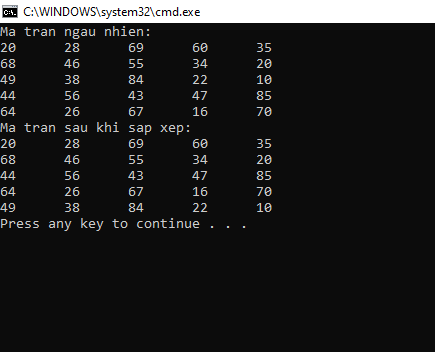 C:\WINDOWS\system32\cmd.exe
Ma tran ngau nhien:
20 28 69 60 35
68 46 55 34 20
49 38 84 22 10
44 56 43 47 85
64 26 67 16 70
Ma tran sau khi sap xep:
20 28 69 60 35
68 46 55 34 20
44 56 43 47 85
64 26 67 16 70
49 38 84 22 10
Press any key to continue . . .